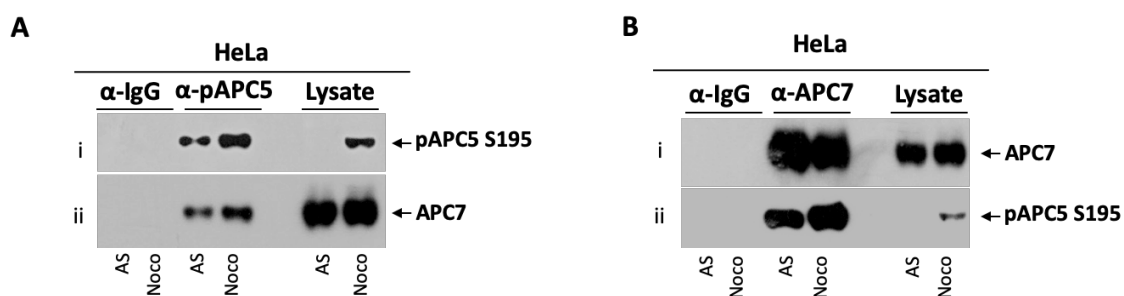 A
HeLa
α-IgG α-pAPC5 Lysate
i pAPC5 S195
ii APC7
AS Noco AS Noco AS Noco
B
HeLa
α-IgG α-APC7 Lysate
i APC7
ii pAPC5 S195
AS Noco AS Noco AS Noco